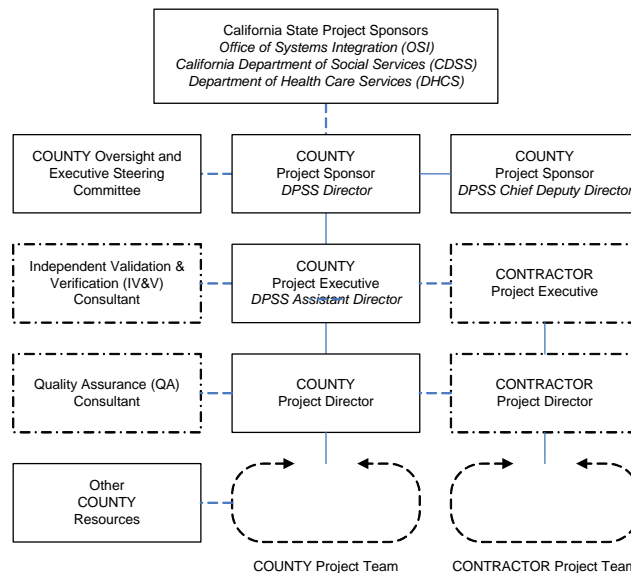 California State Project Sponsors
Office of Systems Integration (OSI)
California Department of Social Services (CDSS)
Department of Health Care Services (DHCS)
COUNTY Oversight and
Executive Steering
Committee
COUNTY
Project Sponsor
DPSS Director
COUNTY
Project Sponsor
DPSS Chief Deputy Director
Independent Validation &
Verification (IV&V)
Consultant
COUNTY
Project Executive
DPSS Assistant Director
CONTRACTOR
Project Executive
Quality Assurance (QA)
Consultant
COUNTY
Project Director
CONTRACTOR
Project Director
Other
COUNTY
Resources
COUNTY Project Team
CONTRACTOR Project Team